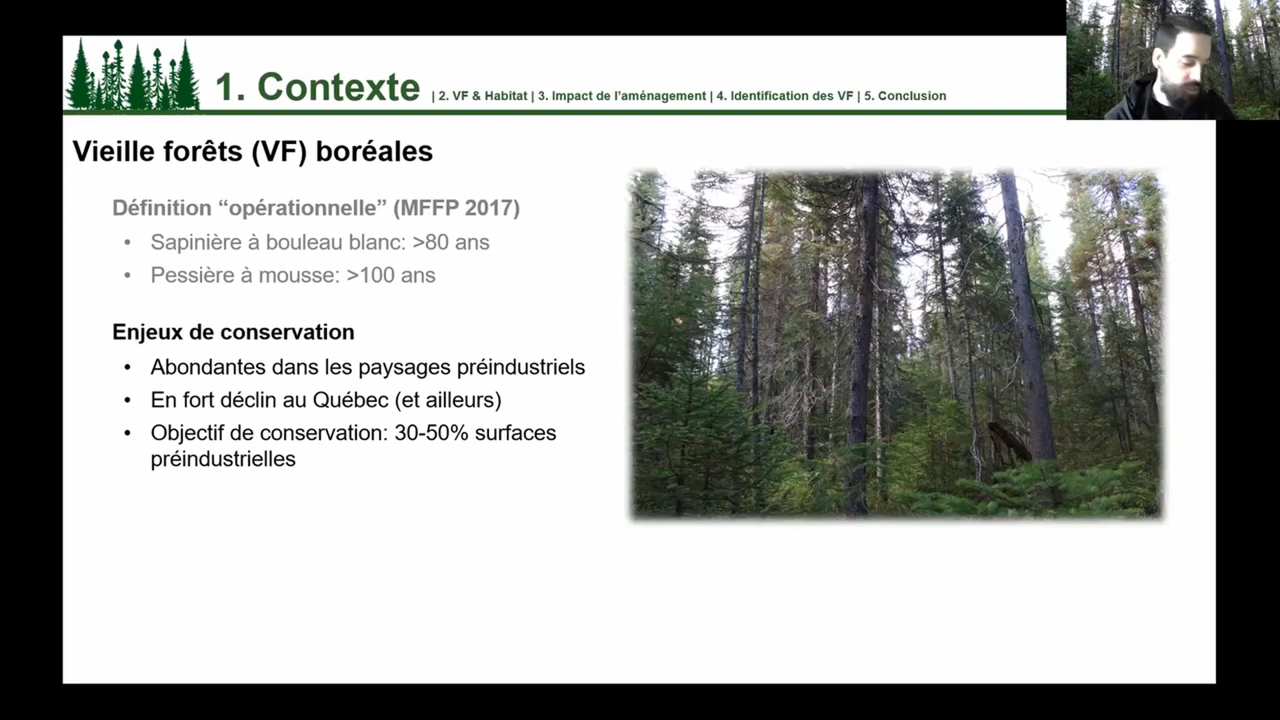 1. Contexte | 2. VF & Habitat | 3. Impact de l'aménagement | 4. Identification des VF | 5. Conclusion
Vieille forêts (VF) boréales
Définition “opérationnelle” (MFFP 2017)
• Sapinière à bouleau blanc: >80 ans
• Pessière à mousse: >100 ans
Enjeux de conservation
• Abondantes dans les paysages préindustriels
• En fort déclin au Québec (et ailleurs)
• Objectif de conservation: 30-50% surfaces
préindustrielles